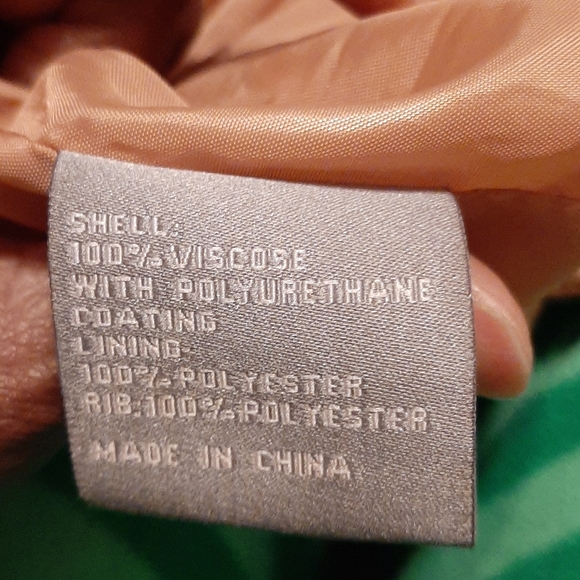 SHELL:
100% VISCOSE
WITH POLYURETHANE
COATING
LINING:
100% POLYESTER
RIB:100% POLYESTER
MADE IN CHINA